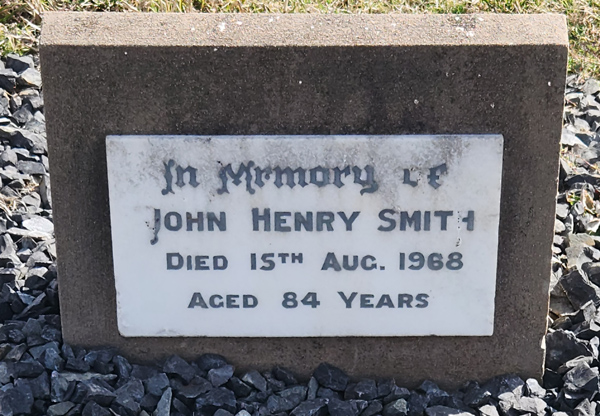 In Memory of
JOHN HENRY SMITH
DIED 15TH AUG. 1968
AGED 84 YEARS